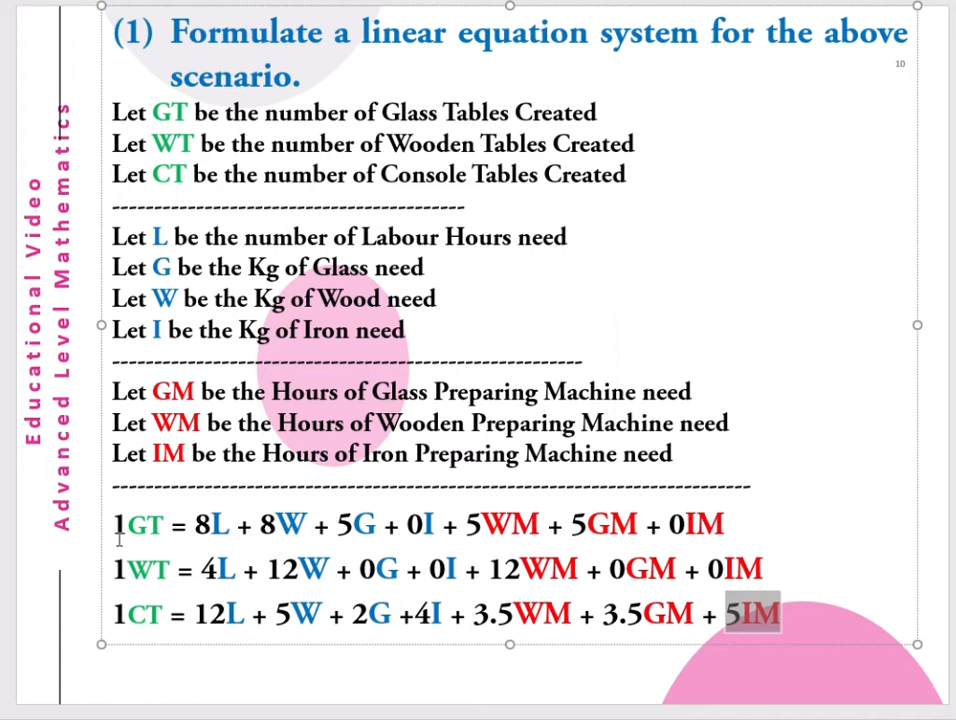 (1) Formulate a linear equation system for the above
scenario.
10
Let GT be the number of Glass Tables Created
Let WT be the number of Wooden Tables Created
Let CT be the number of Console Tables Created
------------------------------------------
Let L be the number of Labour Hours need
Let G be the Kg of Glass need
Let W be the Kg of Wood need
Let I be the Kg of Iron need
--------------------------------------------------------
Let GM be the Hours of Glass Preparing Machine need
Let WM be the Hours of Wooden Preparing Machine need
Let IM be the Hours of Iron Preparing Machine need
----------------------------------------------------------------------------
1GT = 8L + 8W + 5G + 0I + 5WM + 5GM + 0IM
1WT = 4L + 12W + 0G + 0I + 12WM + 0GM + 0IM
1CT = 12L + 5W + 2G +4I + 3.5WM + 3.5GM + 5IM
Educational Video
Advanced Level Mathematics